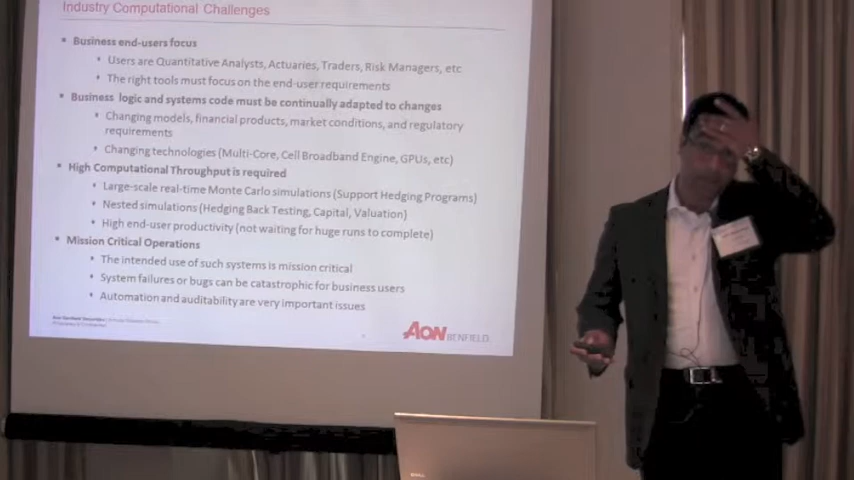 Industry Computational Challenges
Business end-users focus
Users are Quantitative Analysts, Actuaries, Traders, Risk Managers, etc
The right tools must focus on the end-user requirements
Business logic and systems code must be continually adapted to changes
Changing models, financial products, market conditions, and regulatory
requirements
Changing technologies (Multi-Core, Cell Broadband Engine, GPUs, etc)
High Computational Throughput is required
Large-scale real-time Monte Carlo simulations (Support Hedging Programs)
Nested simulations (Hedging Back Testing, Capital, Valuation)
High end-user productivity (not waiting for huge runs to complete)
Mission Critical Operations
The intended use of such systems is mission critical
System failures or bugs can be catastrophic for business users
Automation and auditability are very important issues
AON BENFIELD
DELL